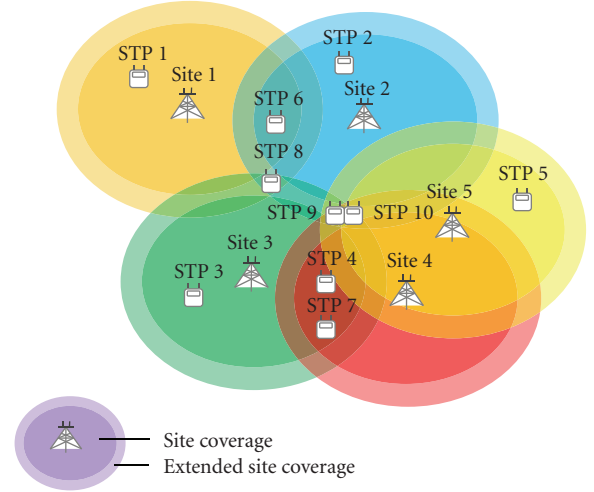 STP 1
STP 2
Site 1
Site 2
STP 6
STP 8
STP 5
Site 5
STP 9
STP 10
Site 3
STP 4
Site 4
STP 3
STP 7
Site coverage
Extended site coverage